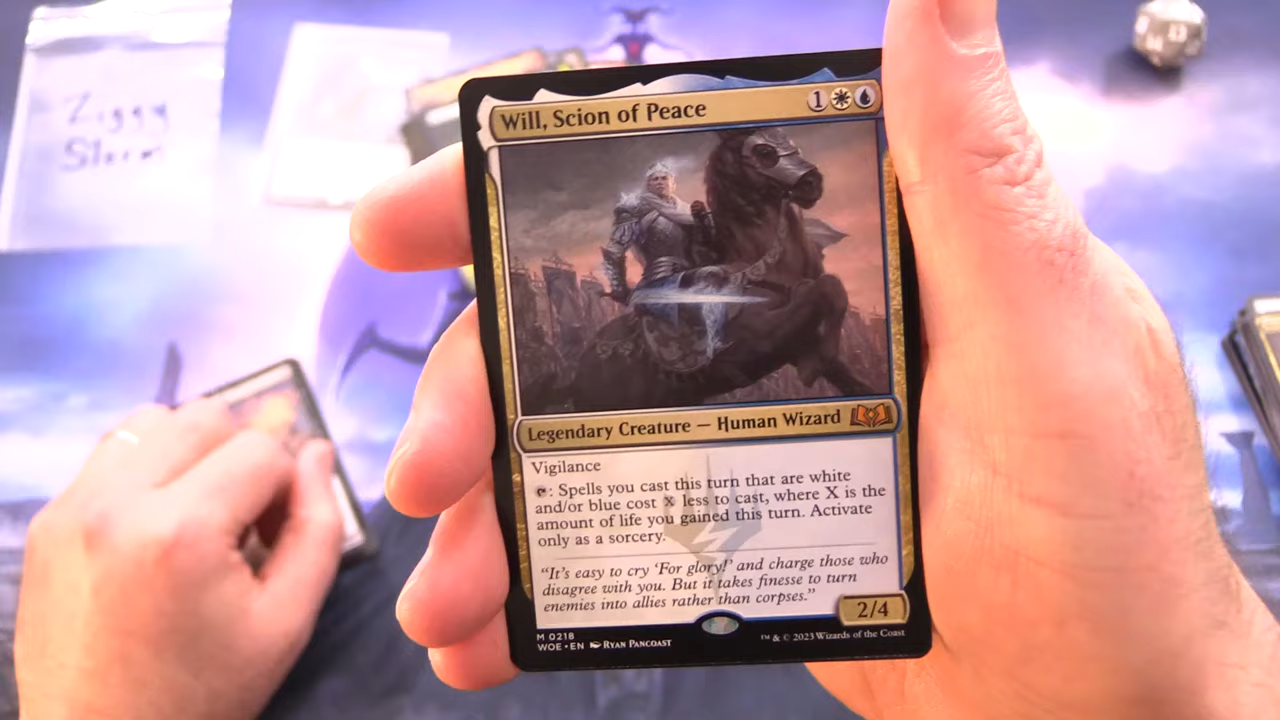 Ziggy
Storm
Will, Scion of Peace
1
Legendary Creature — Human Wizard
Vigilance
: Spells you cast this turn that are white
and/or blue cost X less to cast, where X is the
amount of life you gained this turn. Activate
only as a sorcery.
"It's easy to cry 'For glory!' and charge those who
disagree with you. But it takes finesse to turn
enemies into allies rather than corpses."
2/4
M 0218
WOE • EN RYAN PANCOAST
™ & © 2023 Wizards of the Coast
13